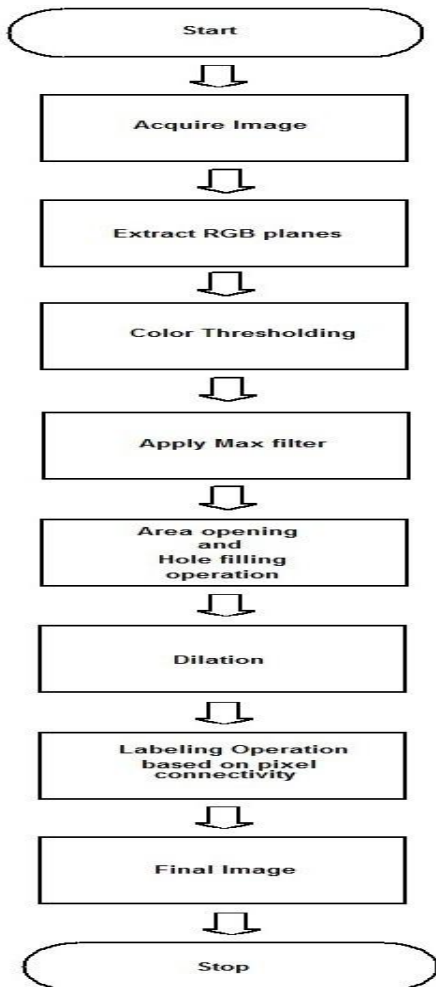 Start
Acquire Image
Extract RGB planes
Color Thresholding
Apply Max filter
Area opening
and
Hole filling
operation
Dilation
Labeling Operation
based on pixel
connectivity
Final Image
Stop